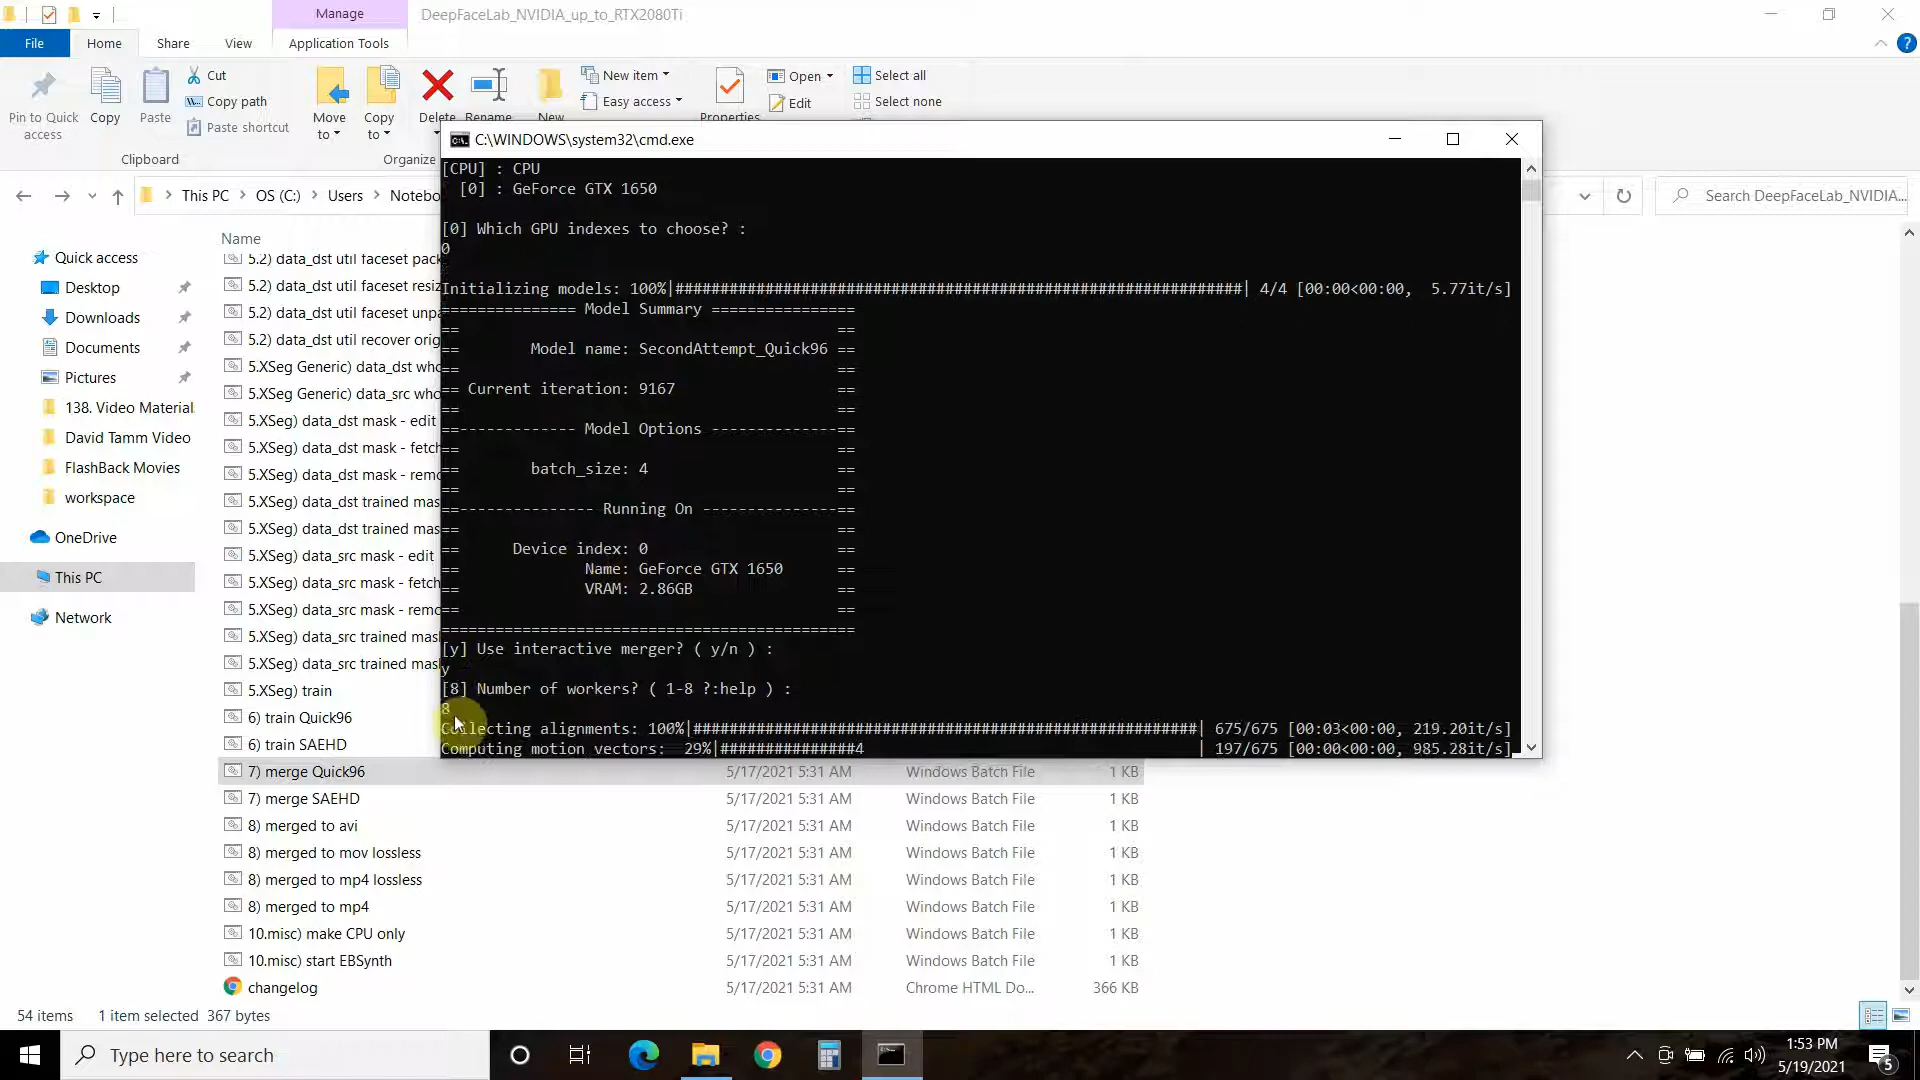 Manage
DeepFaceLab_NVIDIA_up_to_RTX2080Ti
File
Home
Share
View
Application Tools
Pin to Quick access
Copy
Paste
Cut
Copy path
Paste shortcut
Move to
Copy to
Delete
Rename
New
New item
Easy access
Properties
Open
Edit
Select all
Select none
Clipboard
Organize
This PC
OS (C:)
Users
Notebo
Search DeepFaceLab_NVIDIA...
Quick access
Desktop
Downloads
Documents
Pictures
138. Video Material
David Tamm Video
FlashBack Movies
workspace
OneDrive
This PC
Network
Name
5.2) data_dst util faceset pack
5.2) data_dst util faceset resiz
5.2) data_dst util faceset unpa
5.2) data_dst util recover orig
5.XSeg Generic) data_dst who
5.XSeg Generic) data_src who
5.XSeg) data_dst mask - edit
5.XSeg) data_dst mask - fetch
5.XSeg) data_dst mask - remo
5.XSeg) data_dst trained mas
5.XSeg) data_dst trained mas
5.XSeg) data_src mask - edit
5.XSeg) data_src mask - fetch
5.XSeg) data_src mask - remo
5.XSeg) data_src trained mas
5.XSeg) data_src trained mas
5.XSeg) train
6) train Quick96
6) train SAEHD
7) merge Quick96 5/17/2021 5:31 AM Windows Batch File 1 KB
7) merge SAEHD 5/17/2021 5:31 AM Windows Batch File 1 KB
8) merged to avi 5/17/2021 5:31 AM Windows Batch File 1 KB
8) merged to mov lossless 5/17/2021 5:31 AM Windows Batch File 1 KB
8) merged to mp4 lossless 5/17/2021 5:31 AM Windows Batch File 1 KB
8) merged to mp4 5/17/2021 5:31 AM Windows Batch File 1 KB
10.misc) make CPU only 5/17/2021 5:31 AM Windows Batch File 1 KB
10.misc) start EBSynth 5/17/2021 5:31 AM Windows Batch File 1 KB
changelog 5/17/2021 5:31 AM Chrome HTML Do... 366 KB
C:\WINDOWS\system32\cmd.exe
[CPU] : CPU
[0] : GeForce GTX 1650
[0] Which GPU indexes to choose? :
0
Initializing models: 100%|###############################################################| 4/4 [00:00<00:00, 5.77it/s]
=============== Model Summary ================
== ==
== Model name: SecondAttempt_Quick96 ==
== ==
== Current iteration: 9167 ==
== ==
==------------- Model Options --------------==
== ==
== batch_size: 4 ==
== ==
==--------------- Running On ---------------==
== ==
== Device index: 0 ==
== Name: GeForce GTX 1650 ==
== VRAM: 2.86GB ==
== ==
==============================================
[y] Use interactive merger? ( y/n ) :
y
[8] Number of workers? ( 1-8 ?:help ) :
8
Collecting alignments: 100%|########################################################| 675/675 [00:03<00:00, 219.20it/s]
Computing motion vectors: 29%|###############4 | 197/675 [00:00<00:00, 985.28it/s]
54 items 1 item selected 367 bytes
Type here to search
1:53 PM
5/19/2021
5